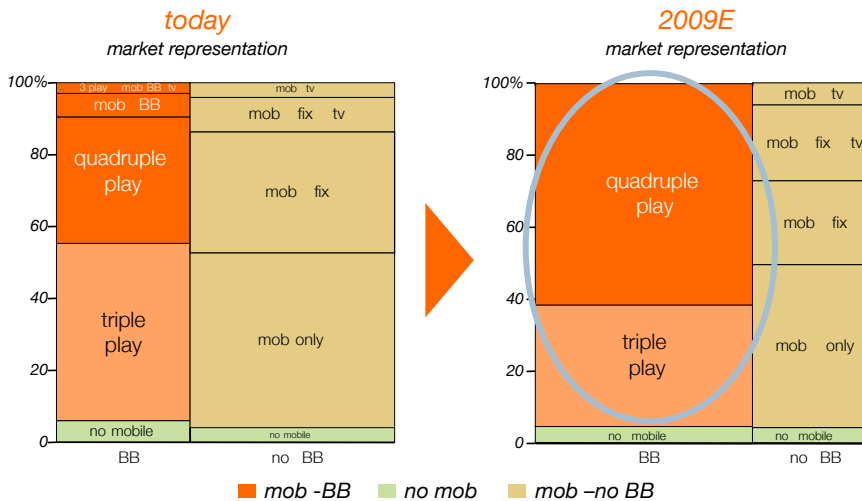 today
market representation
100%
80
60
40
20
0
3 play mob BB tv
mob BB
quadruple
play
triple
play
no mobile
BB
mob tv
mob fix tv
mob fix
mob only
no mobile
no BB
2009E
market representation
100%
80
60
40
20
0
quadruple
play
triple
play
no mobile
BB
mob tv
mob fix tv
mob fix
mob only
no mobile
no BB
mob -BB
no mob
mob –no BB